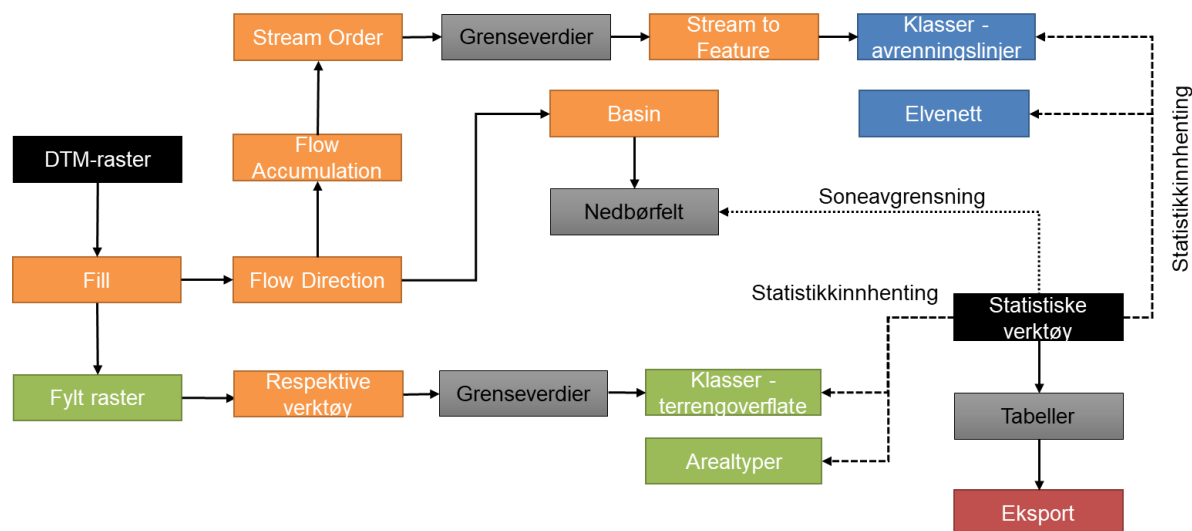 Stream Order
Grenseverdier
Stream to
Feature
Klasser -
avrenningslinjer
Basin
Elvenett
DTM-raster
Flow
Accumulation
Nedbørfelt
Soneavgrensning
Statistikkinnhenting
Fill
Flow Direction
Statistikkinnhenting
Statistiske
verktøy
Fylt raster
Respektive
verktøy
Grenseverdier
Klasser -
terrengoverflate
Tabeller
Arealtyper
Eksport